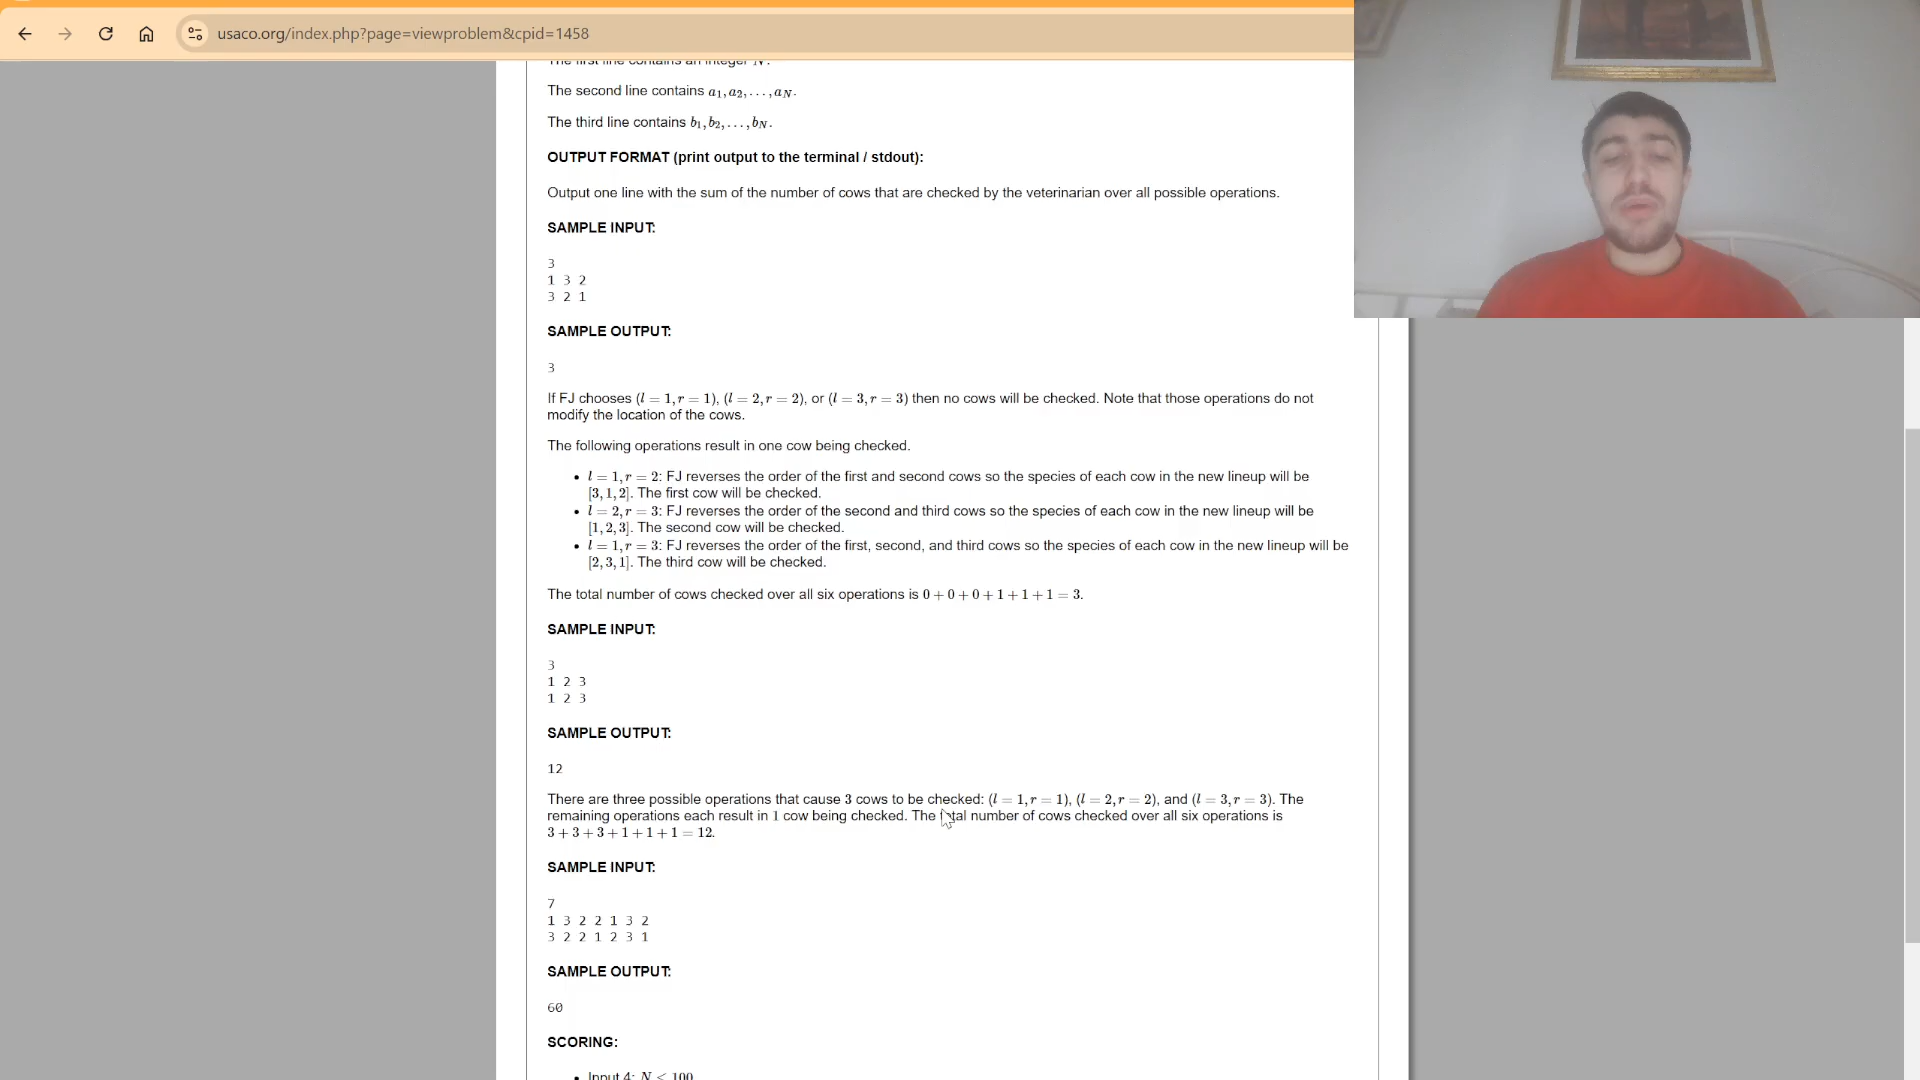 usaco.org/index.php?page=viewproblem&cpid=1458
The first line contains an integer N.
The second line contains a1, a2, . . . , aN.
The third line contains b1, b2, . . . , bN.
OUTPUT FORMAT (print output to the terminal / stdout):
Output one line with the sum of the number of cows that are checked by the veterinarian over all possible operations.
SAMPLE INPUT:
3
1 3 2
3 2 1
SAMPLE OUTPUT:
3
If FJ chooses (l = 1, r = 1), (l = 2, r = 2), or (l = 3, r = 3) then no cows will be checked. Note that those operations do not
modify the location of the cows.
The following operations result in one cow being checked.
• l = 1, r = 2: FJ reverses the order of the first and second cows so the species of each cow in the new lineup will be
[3, 1, 2]. The first cow will be checked.
• l = 2, r = 3: FJ reverses the order of the second and third cows so the species of each cow in the new lineup will be
[1, 2, 3]. The second cow will be checked.
• l = 1, r = 3: FJ reverses the order of the first, second, and third cows so the species of each cow in the new lineup will be
[2, 3, 1]. The third cow will be checked.
The total number of cows checked over all six operations is 0 + 0 + 0 + 1 + 1 + 1 = 3.
SAMPLE INPUT:
3
1 2 3
1 2 3
SAMPLE OUTPUT:
12
There are three possible operations that cause 3 cows to be checked: (l = 1, r = 1), (l = 2, r = 2), and (l = 3, r = 3). The
remaining operations each result in 1 cow being checked. The total number of cows checked over all six operations is
3 + 3 + 3 + 1 + 1 + 1 = 12.
SAMPLE INPUT:
7
1 3 2 2 1 3 2
3 2 2 1 2 3 1
SAMPLE OUTPUT:
60
SCORING:
• Input 4: N ≤ 100